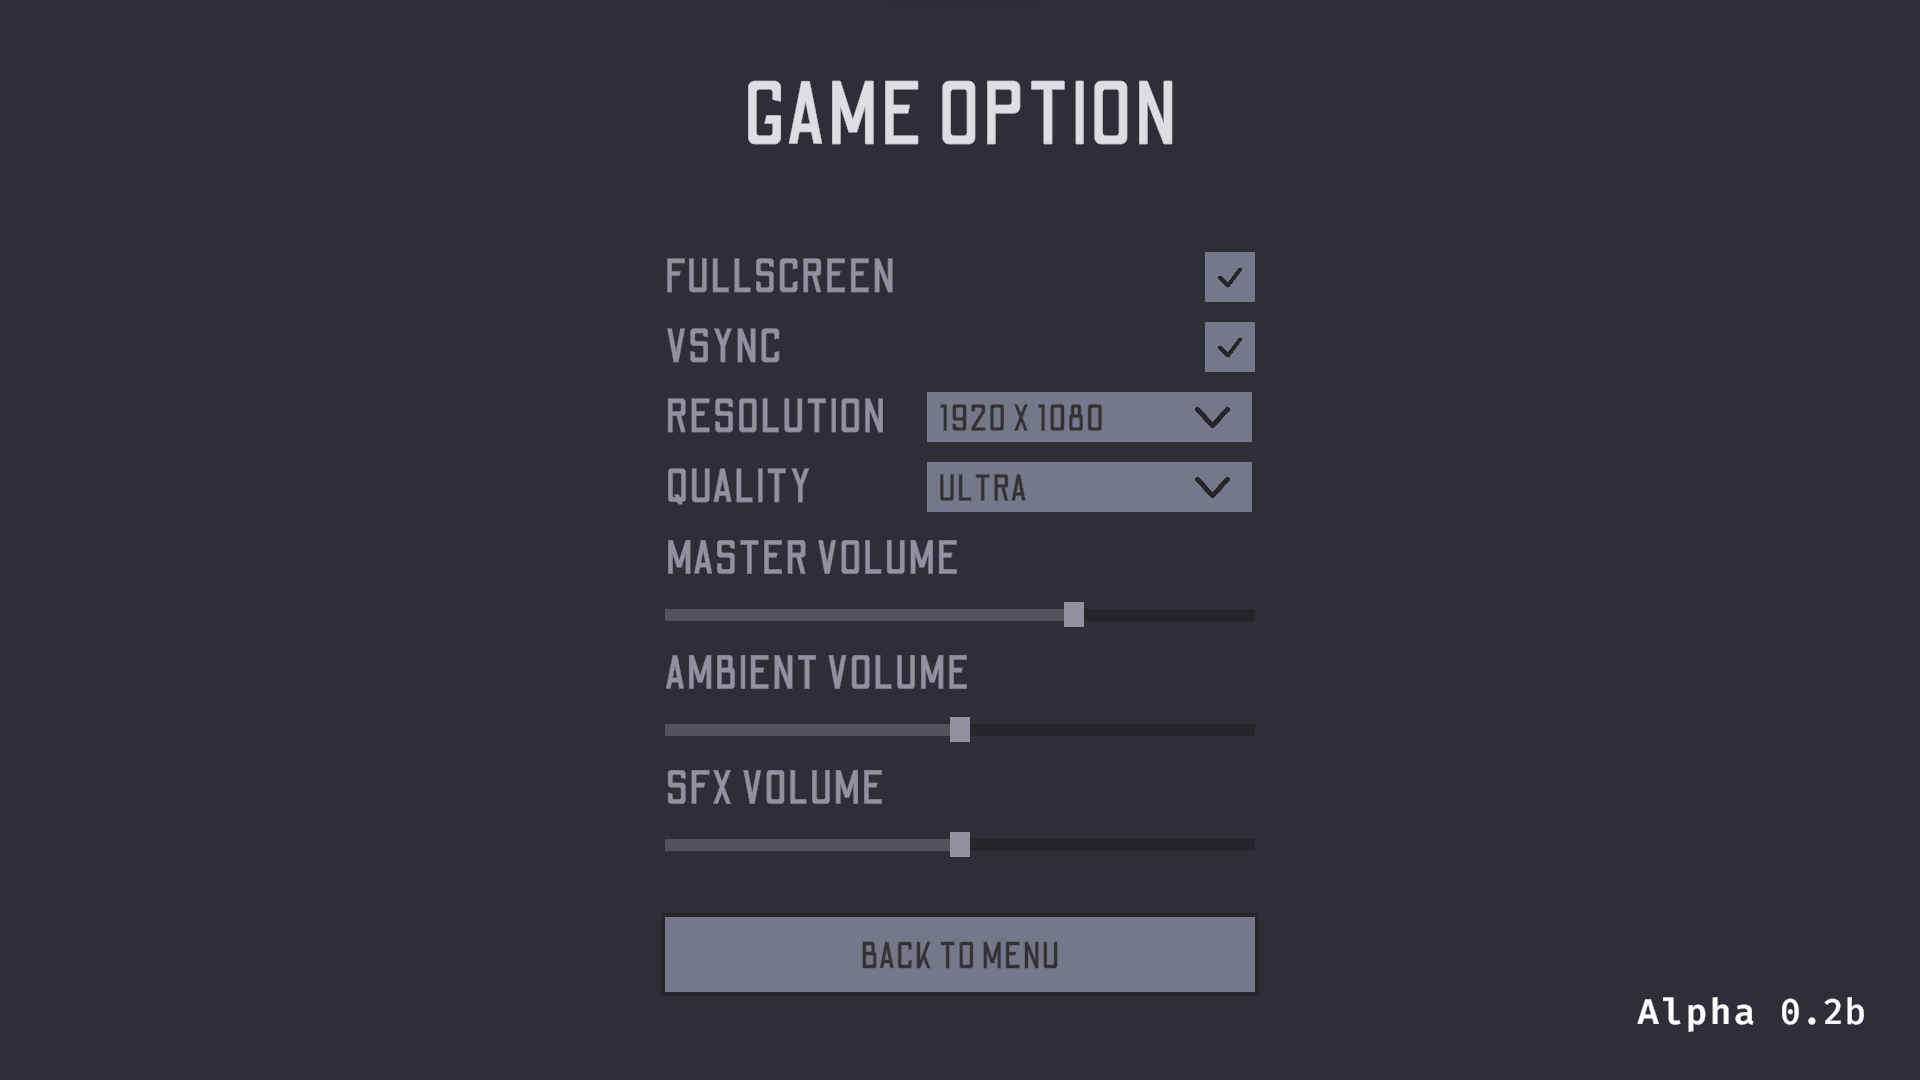 GAME OPTION
FULLSCREEN
VSYNC
RESOLUTION 1920 X 1080
QUALITY ULTRA
MASTER VOLUME
AMBIENT VOLUME
SFX VOLUME
BACK TO MENU
Alpha 0.2b